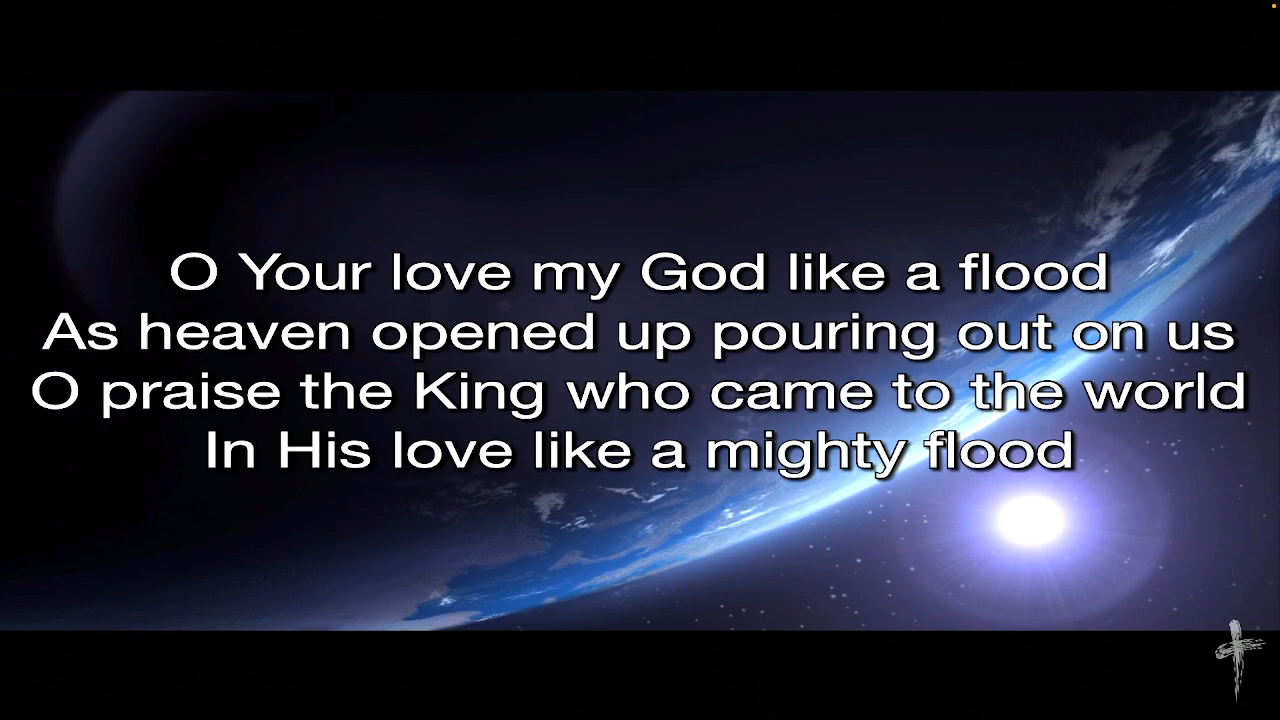 O Your love my God like a flood
As heaven opened up pouring out on us
O praise the King who came to the world
In His love like a mighty flood